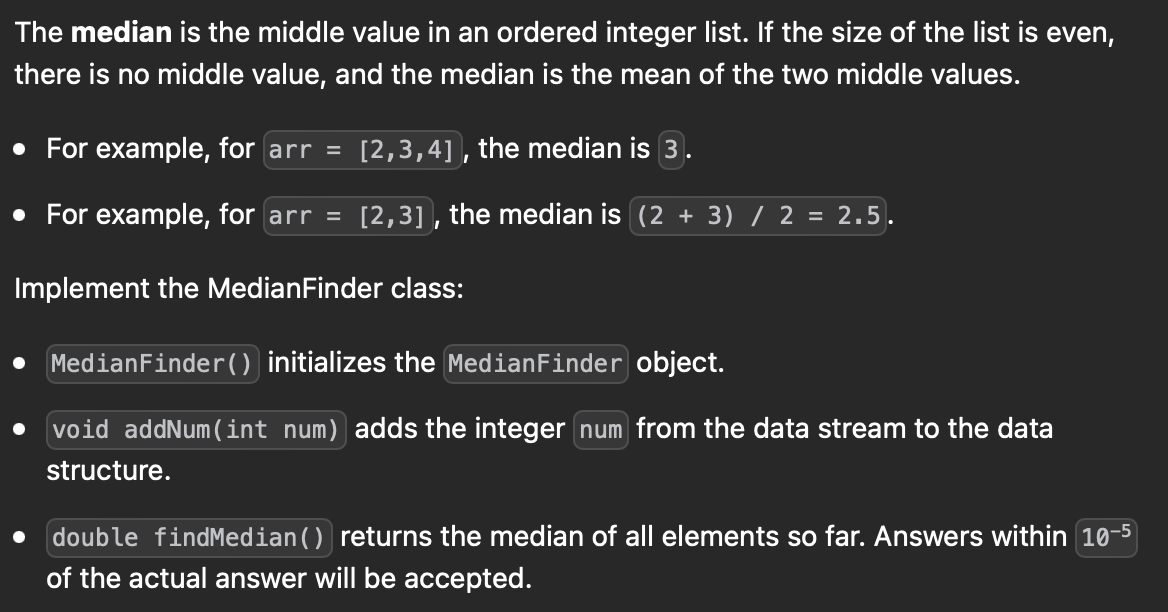 The median is the middle value in an ordered integer list. If the size of the list is even,
there is no middle value, and the median is the mean of the two middle values.
• For example, for arr = [2,3,4], the median is 3.
• For example, for arr = [2,3], the median is (2 + 3) / 2 = 2.5.
Implement the MedianFinder class:
• MedianFinder() initializes the MedianFinder object.
• void addNum(int num) adds the integer num from the data stream to the data
structure.
• double findMedian() returns the median of all elements so far. Answers within 10⁻⁵
of the actual answer will be accepted.